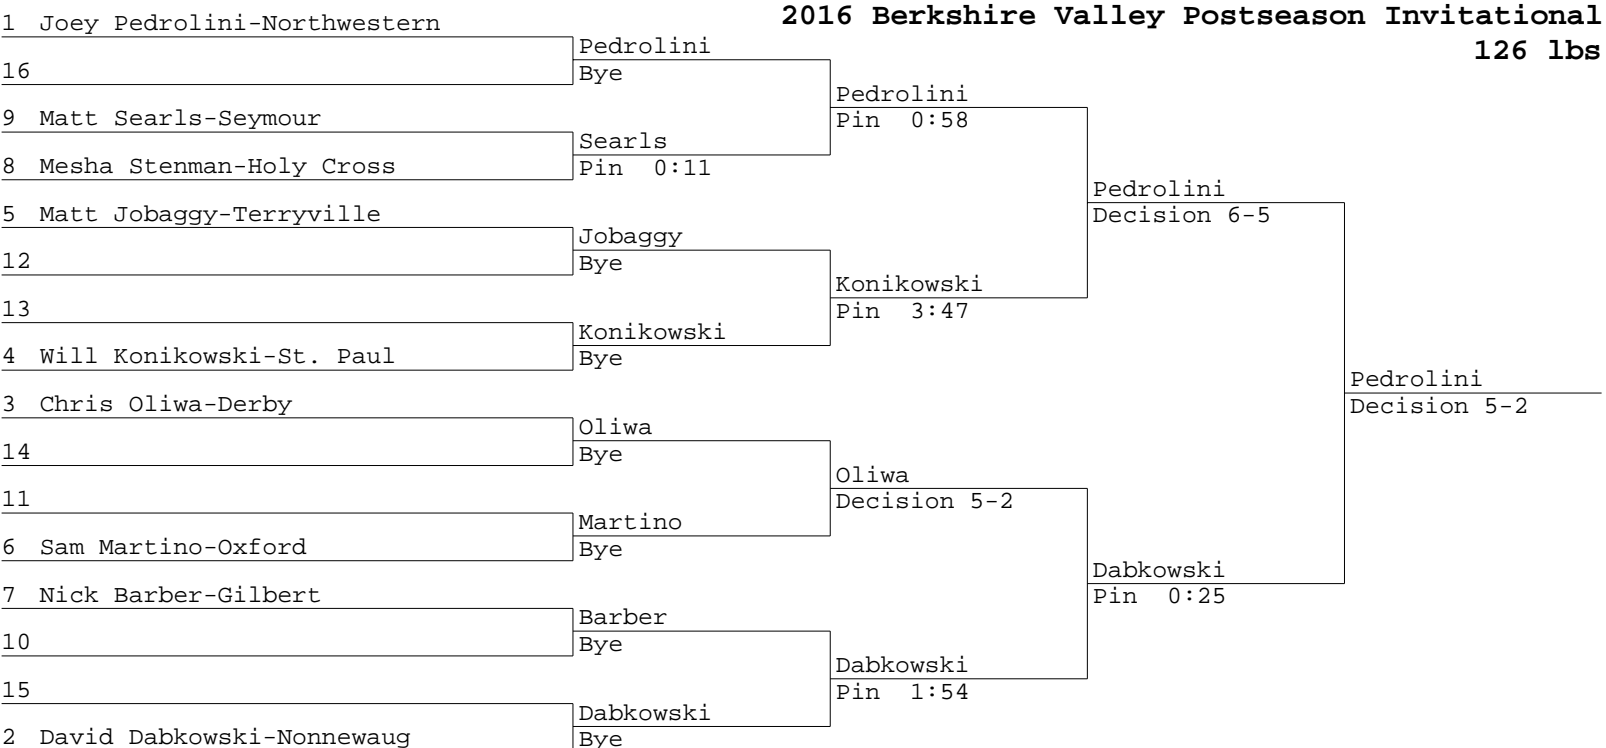 2016 Berkshire Valley Postseason Invitational
126 lbs
1 Joey Pedrolini-Northwestern
16
9 Matt Searls-Seymour
8 Mesha Stenman-Holy Cross
5 Matt Jobaggy-Terryville
12
13
4 Will Konikowski-St. Paul
3 Chris Oliwa-Derby
14
11
6 Sam Martino-Oxford
7 Nick Barber-Gilbert
10
15
2 David Dabkowski-Nonnewaug
Pedrolini
Bye
Searls
Pin 0:11
Jobaggy
Bye
Konikowski
Bye
Oliwa
Bye
Martino
Bye
Barber
Bye
Dabkowski
Bye
Pedrolini
Pin 0:58
Konikowski
Pin 3:47
Oliwa
Decision 5-2
Dabkowski
Pin 1:54
Pedrolini
Decision 6-5
Dabkowski
Pin 0:25
Pedrolini
Decision 5-2